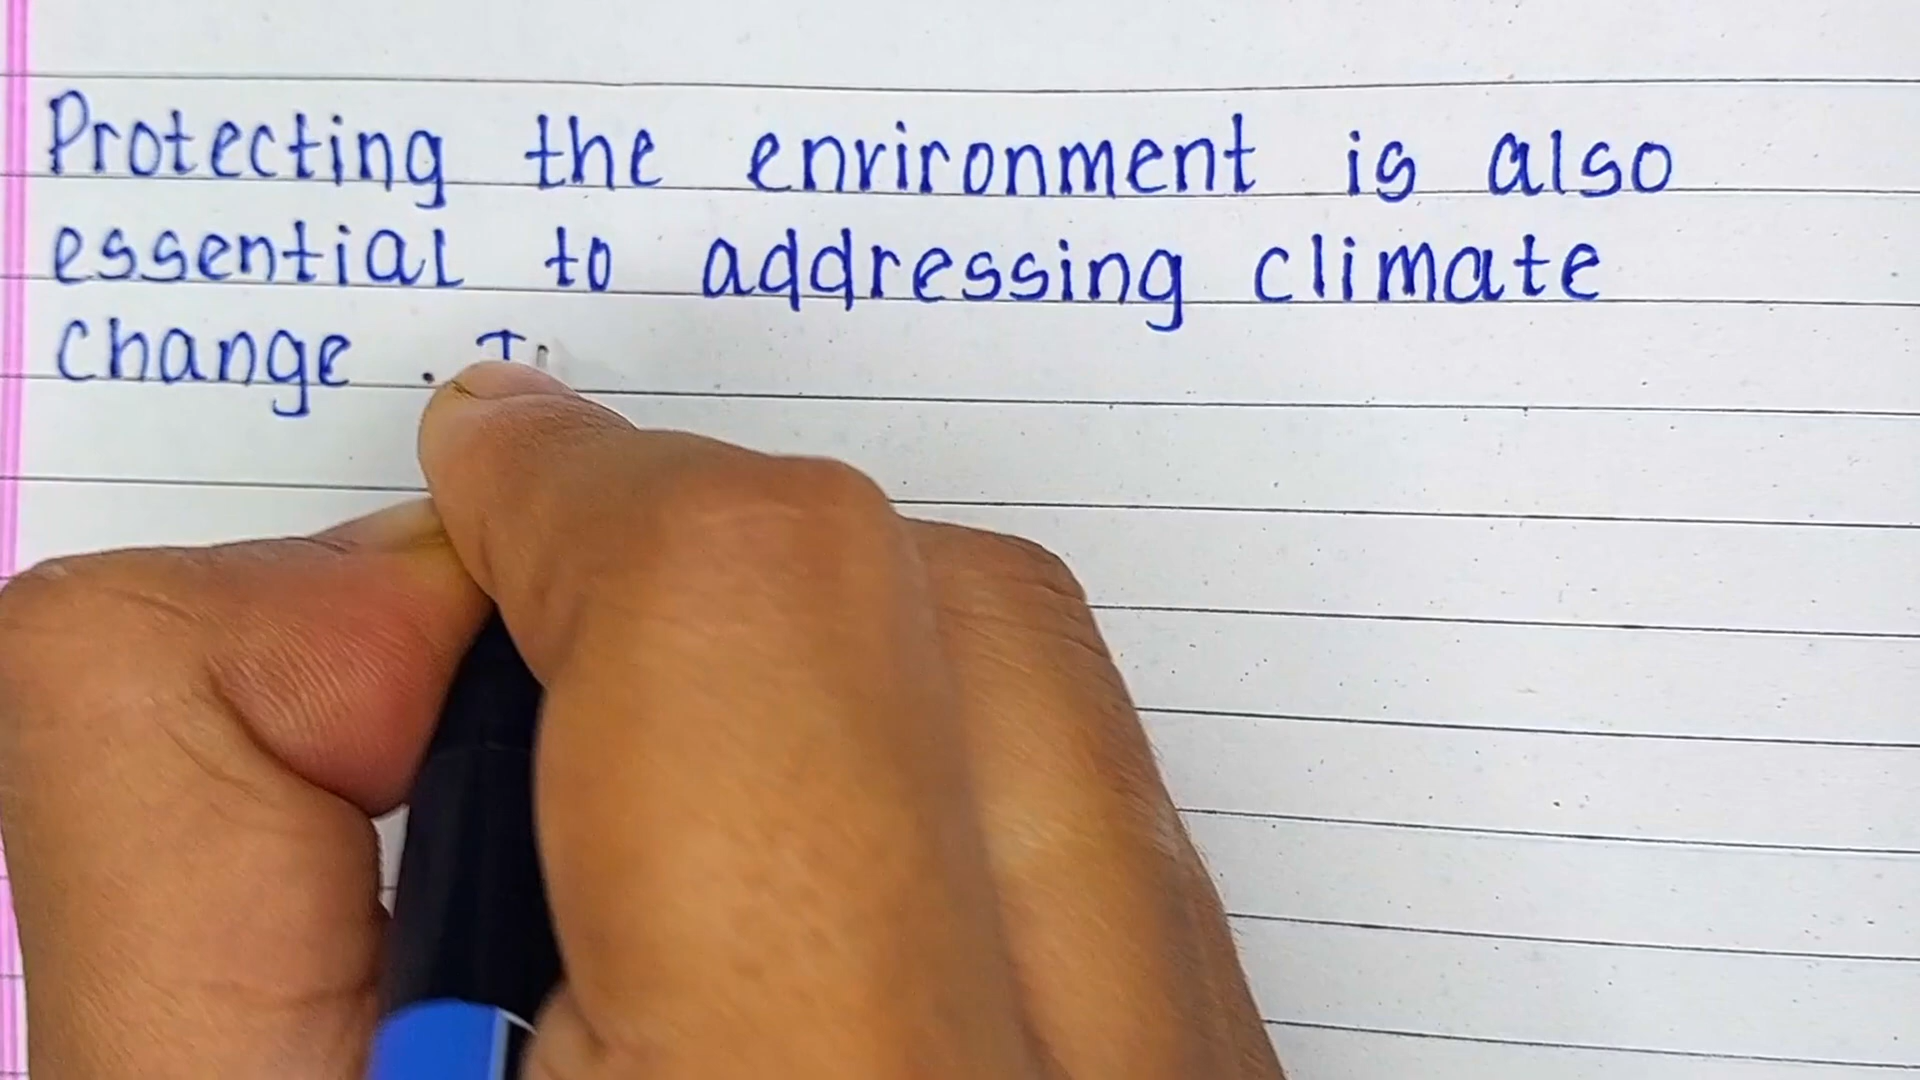 Protecting the environment is also
essential to addressing climate
change.